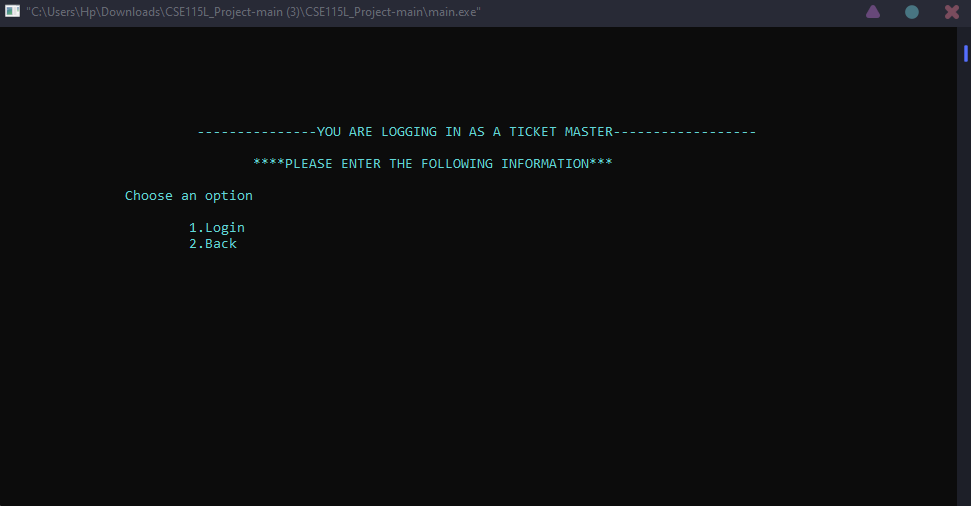 "C:\Users\Hp\Downloads\CSE115L_Project-main (3)\CSE115L_Project-main\main.exe"
---------------YOU ARE LOGGING IN AS A TICKET MASTER------------------
****PLEASE ENTER THE FOLLOWING INFORMATION***
Choose an option
1.Login
2.Back